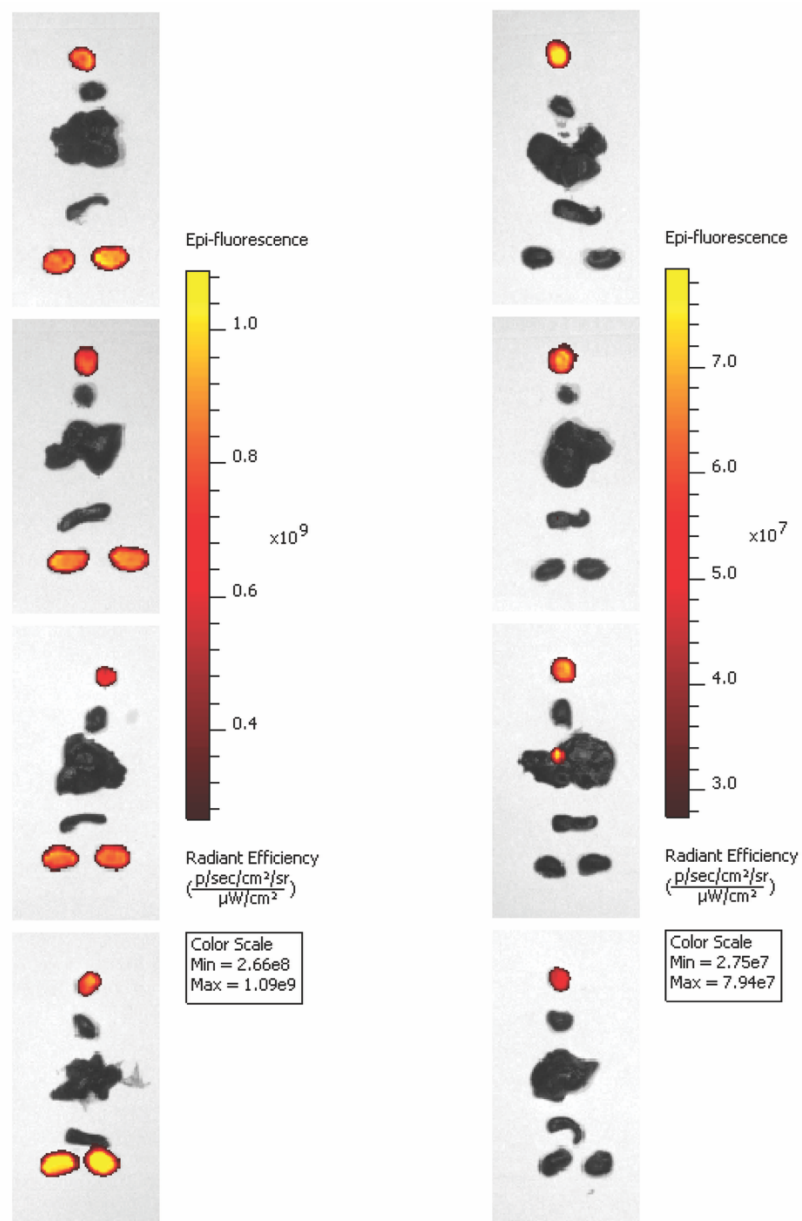 Epi-fluorescence
1.0
0.8
x10⁹
0.6
0.4
Radiant Efficiency
(p/sec/cm²/sr
µW/cm²)
Color Scale
Min = 2.66e8
Max = 1.09e9
Epi-fluorescence
7.0
6.0
x10⁷
5.0
4.0
3.0
Radiant Efficiency
(p/sec/cm²/sr
µW/cm²)
Color Scale
Min = 2.75e7
Max = 7.94e7